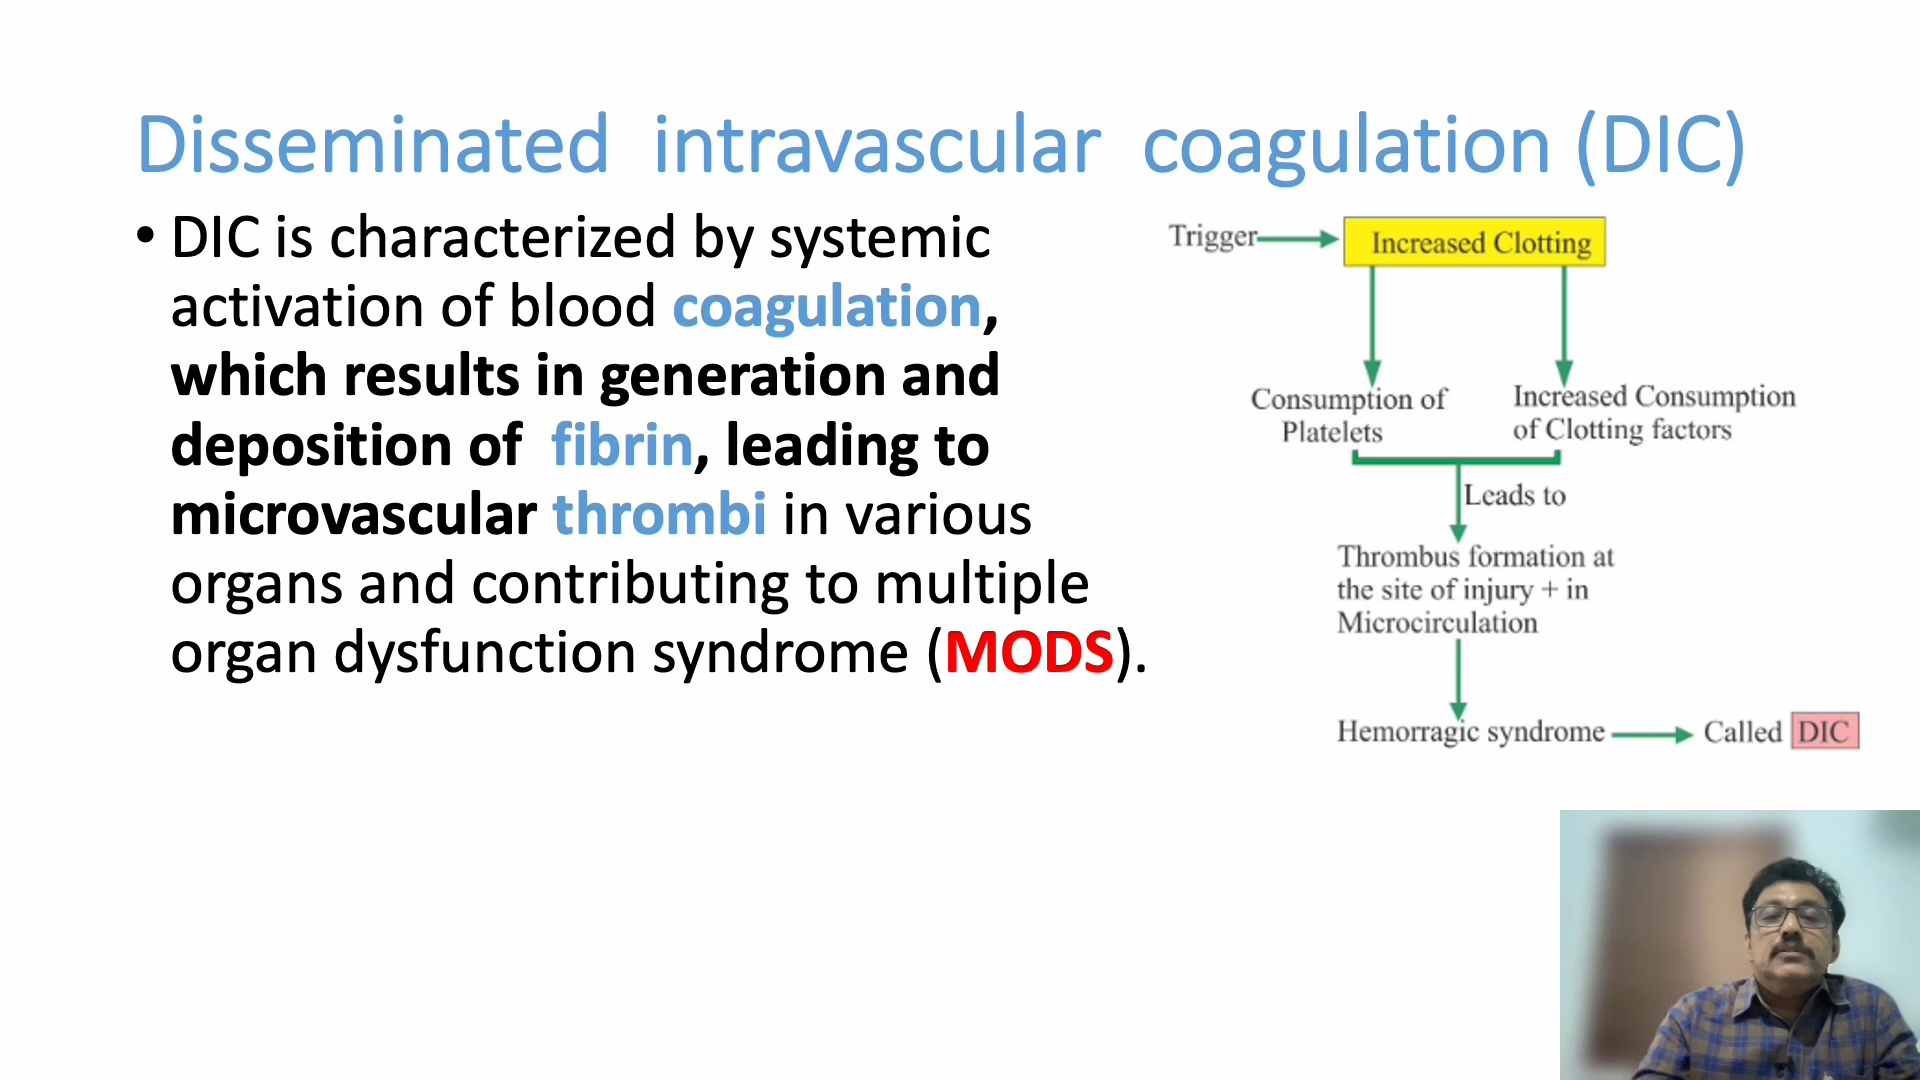 Disseminated intravascular coagulation (DIC)
• DIC is characterized by systemic
activation of blood coagulation,
which results in generation and
deposition of fibrin, leading to
microvascular thrombi in various
organs and contributing to multiple
organ dysfunction syndrome (MODS).
Trigger
Increased Clotting
Consumption of
Platelets
Increased Consumption
of Clotting factors
Leads to
Thrombus formation at
the site of injury + in
Microcirculation
Hemorragic syndrome
Called DIC